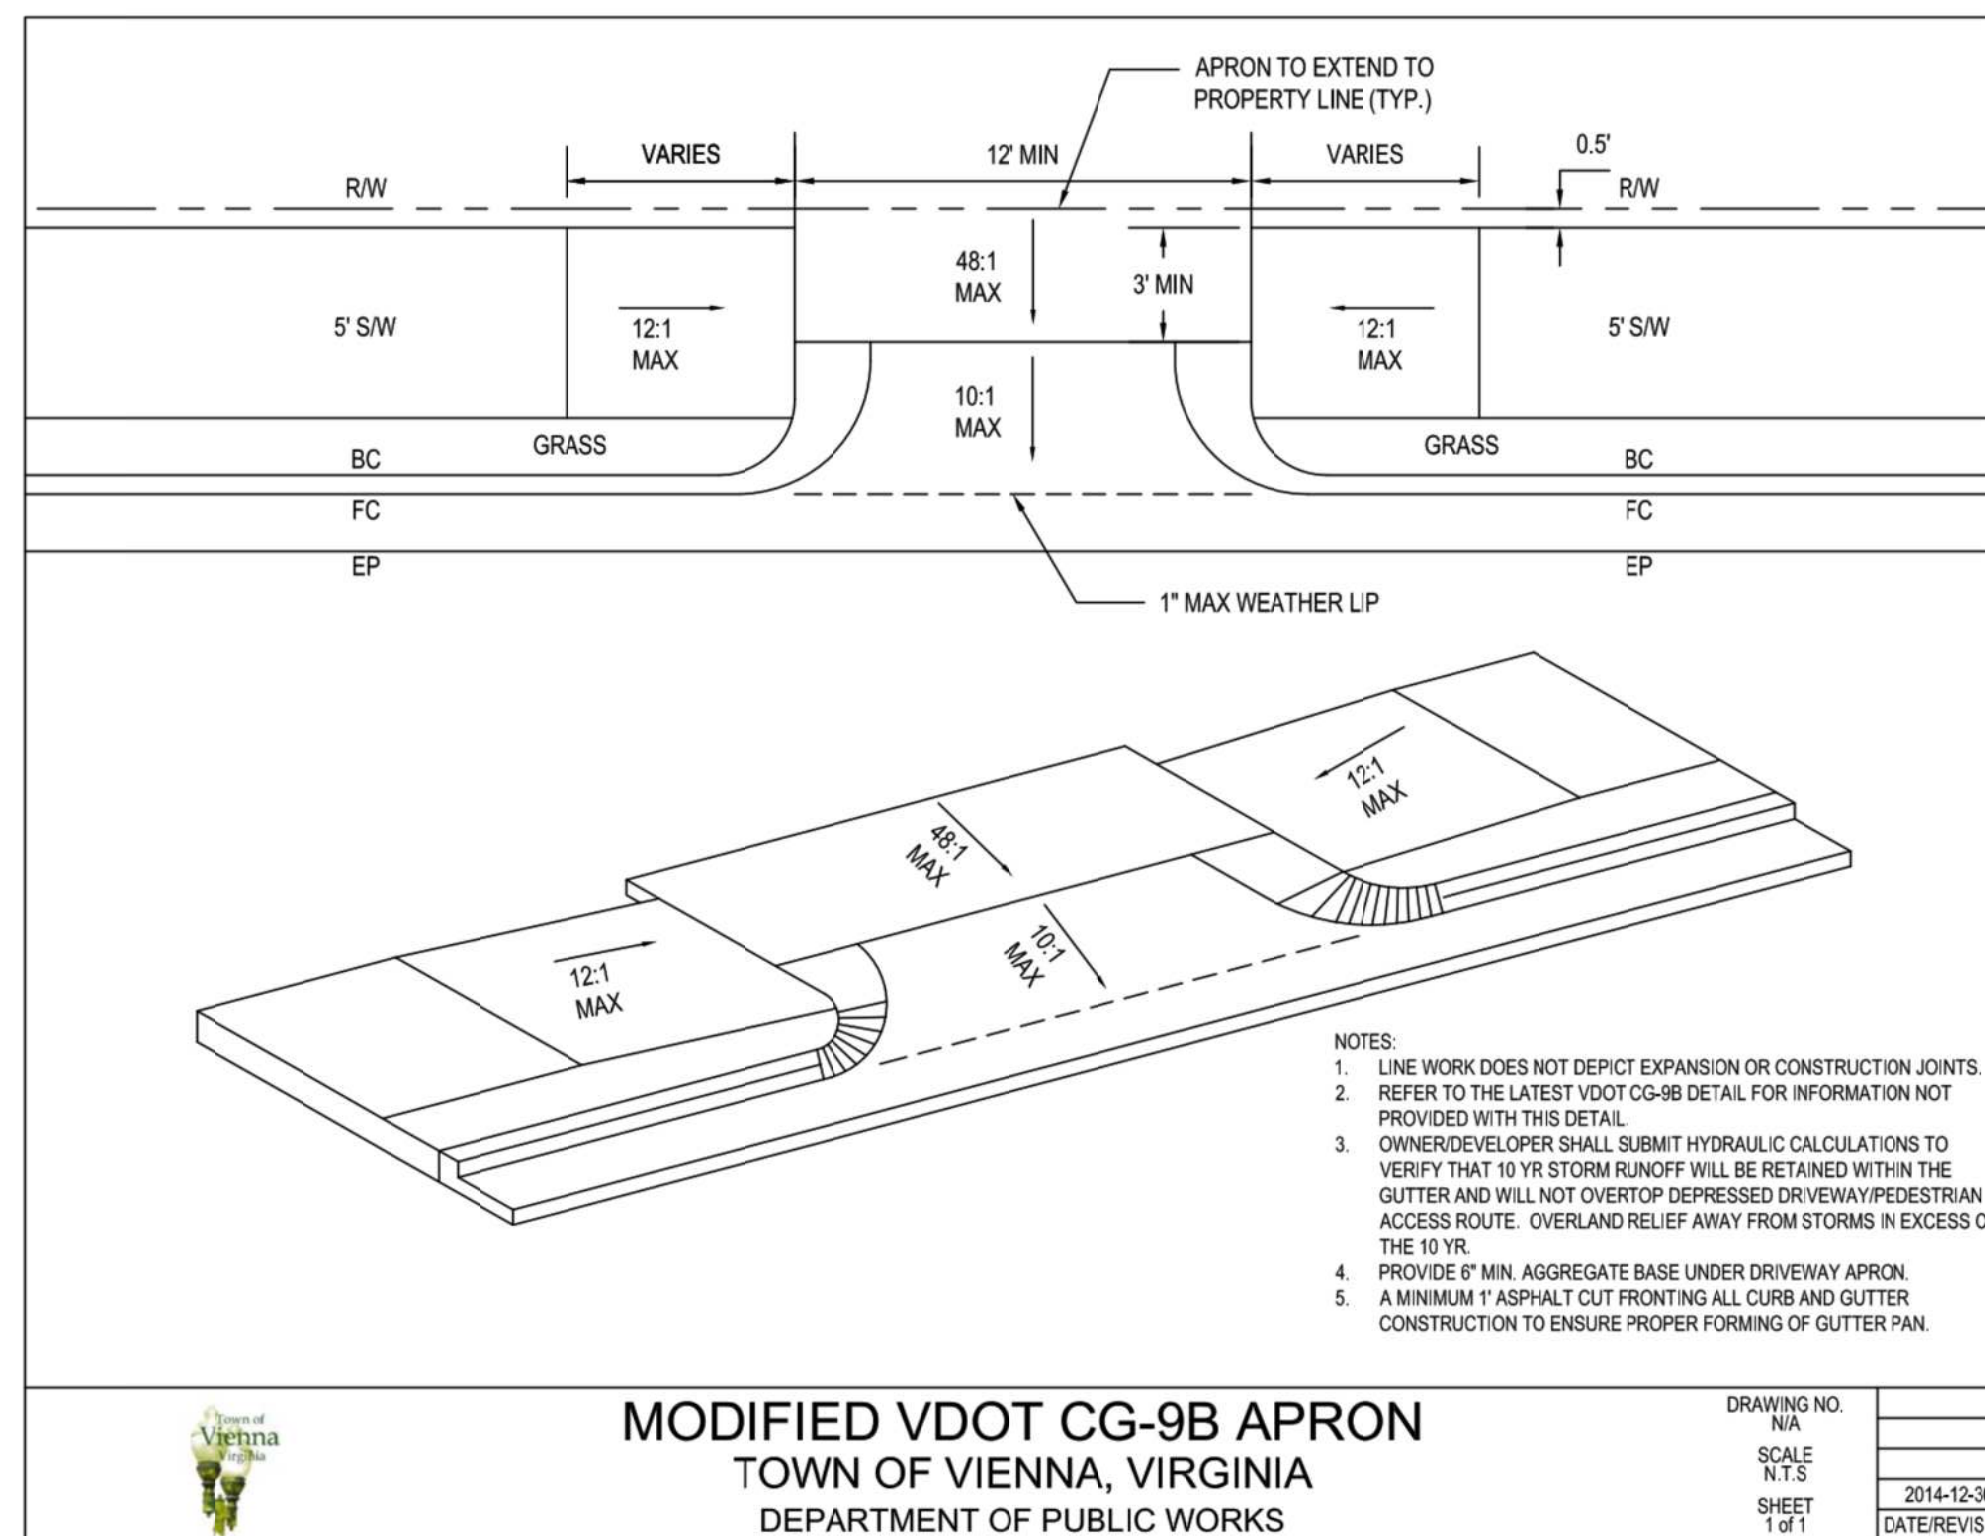 APRON TO EXTEND TO
PROPERTY LINE (TYP.)
VARIES
12' MIN
VARIES
0.5'
R/W
R/W
48:1
MAX
3' MIN
5' S/W
12:1
MAX
12:1
MAX
5' S/W
10:1
MAX
GRASS
GRASS
BC
BC
FC
FC
EP
EP
1" MAX WEATHER LIP
12:1
MAX
48:1
MAX
10:1
MAX
12:1
MAX
NOTES:
1. LINE WORK DOES NOT DEPICT EXPANSION OR CONSTRUCTION JOINTS.
2. REFER TO THE LATEST VDOT CG-9B DETAIL FOR INFORMATION NOT
PROVIDED WITH THIS DETAIL.
3. OWNER/DEVELOPER SHALL SUBMIT HYDRAULIC CALCULATIONS TO
VERIFY THAT 10 YR STORM RUNOFF WILL BE RETAINED WITHIN THE
GUTTER AND WILL NOT OVERTOP DEPRESSED DRIVEWAY/PEDESTRIAN
ACCESS ROUTE. OVERLAND RELIEF AWAY FROM STORMS IN EXCESS
THE 10 YR.
4. PROVIDE 6" MIN. AGGREGATE BASE UNDER DRIVEWAY APRON.
5. A MINIMUM 1' ASPHALT CUT FRONTING ALL CURB AND GUTTER
CONSTRUCTION TO ENSURE PROPER FORMING OF GUTTER PAN.
Town of
Vienna
Virginia
MODIFIED VDOT CG-9B APRON
TOWN OF VIENNA, VIRGINIA
DEPARTMENT OF PUBLIC WORKS
DRAWING NO.
N/A
SCALE
N.T.S
SHEET
1 of 1
2014-12-3
DATE/REVIS